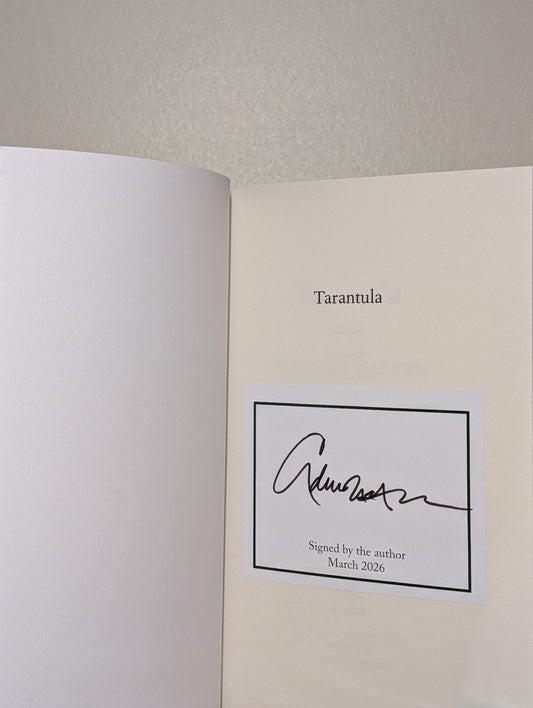 Tarantula
Signed by the author
March 2026